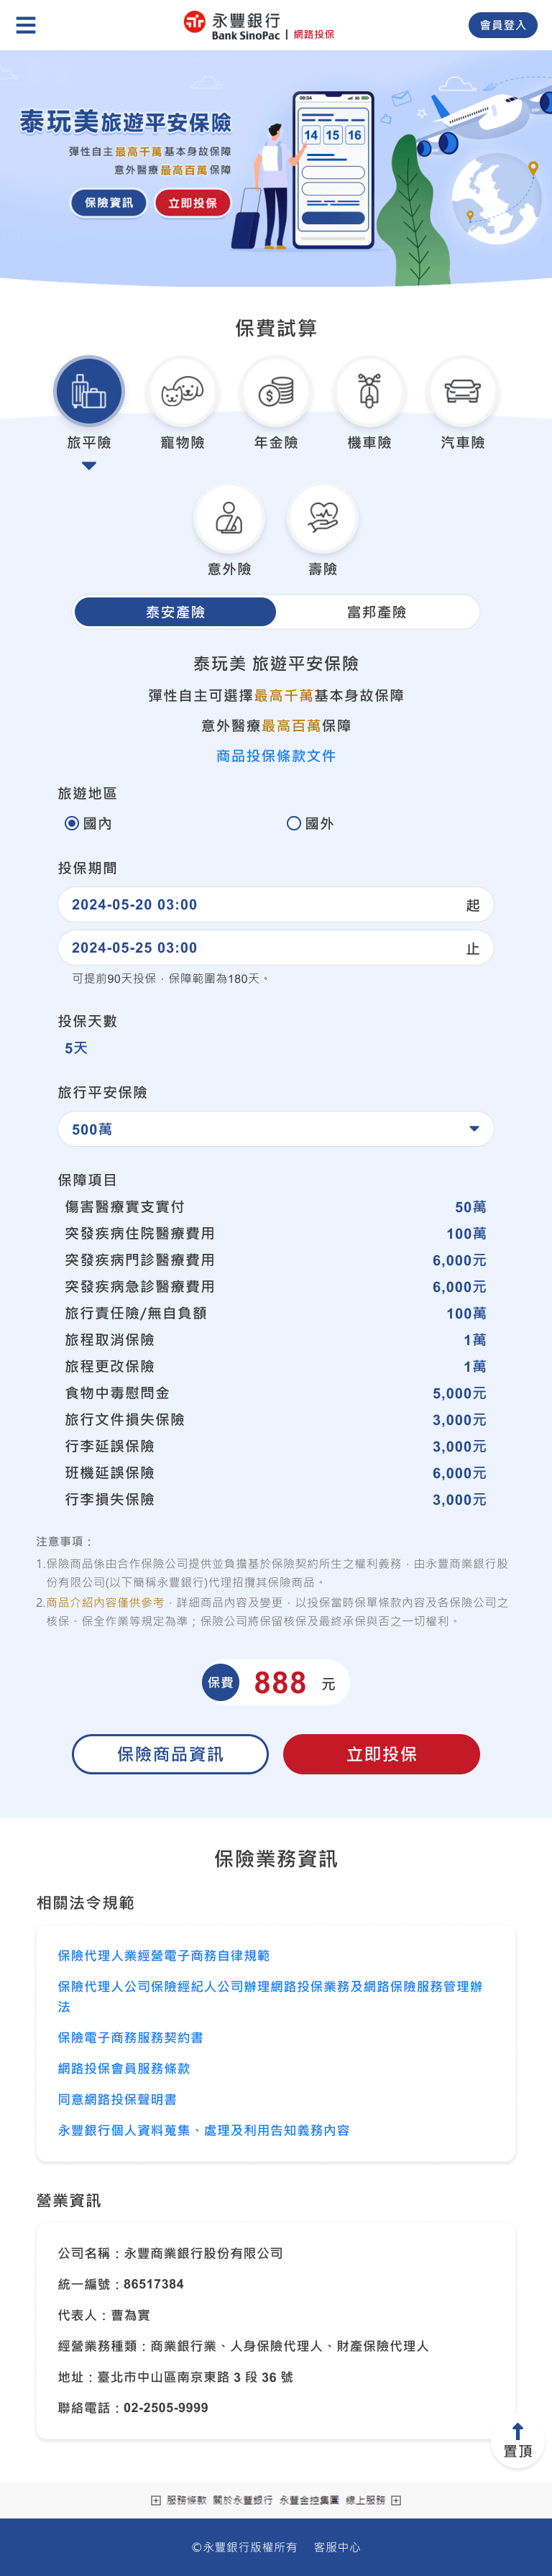 永豐銀行
Bank SinoPac | 網路投保
會員登入
泰玩美旅遊平安保險
彈性自主最高千萬基本身故保障
意外醫療最高百萬保障
保險資訊
立即投保
09:34
14 15 16
保費試算
旅平險
寵物險
年金險
機車險
汽車險
意外險
壽險
泰安產險
富邦產險
泰玩美 旅遊平安保險
彈性自主可選擇最高千萬基本身故保障
意外醫療最高百萬保障
商品投保條款文件
旅遊地區
國內
國外
投保期間
2024-05-20 03:00 起
2024-05-25 03:00 止
可提前90天投保，保障範圍為180天。
投保天數
5天
旅行平安保險
500萬
保障項目
傷害醫療實支實付 50萬
突發疾病住院醫療費用 100萬
突發疾病門診醫療費用 6,000元
突發疾病急診醫療費用 6,000元
旅行責任險/無自負額 100萬
旅程取消保險 1萬
旅程更改保險 1萬
食物中毒慰問金 5,000元
旅行文件損失保險 3,000元
行李延誤保險 3,000元
班機延誤保險 6,000元
行李損失保險 3,000元
注意事項：
1.保險商品係由合作保險公司提供並負擔基於保險契約所生之權利義務，由永豐商業銀行股
份有限公司(以下簡稱永豐銀行)代理招攬其保險商品。
2.商品介紹內容僅供參考，詳細商品內容及變更，以投保當時保單條款內容及各保險公司之
核保、保全作業等規定為準；保險公司將保留核保及最終承保與否之一切權利。
保費 888 元
保險商品資訊
立即投保
保險業務資訊
相關法令規範
保險代理人業經營電子商務自律規範
保險代理人公司保險經紀人公司辦理網路投保業務及網路保險服務管理辦
法
保險電子商務服務契約書
網路投保會員服務條款
同意網路投保聲明書
永豐銀行個人資料蒐集、處理及利用告知義務內容
營業資訊
公司名稱：永豐商業銀行股份有限公司
統一編號：86517384
代表人：曹為實
經營業務種類：商業銀行業、人身保險代理人、財產保險代理人
地址：臺北市中山區南京東路 3 段 36 號
聯絡電話：02-2505-9999
置頂
服務條款 關於永豐銀行 永豐金控集團 線上服務
©永豐銀行版權所有 客服中心